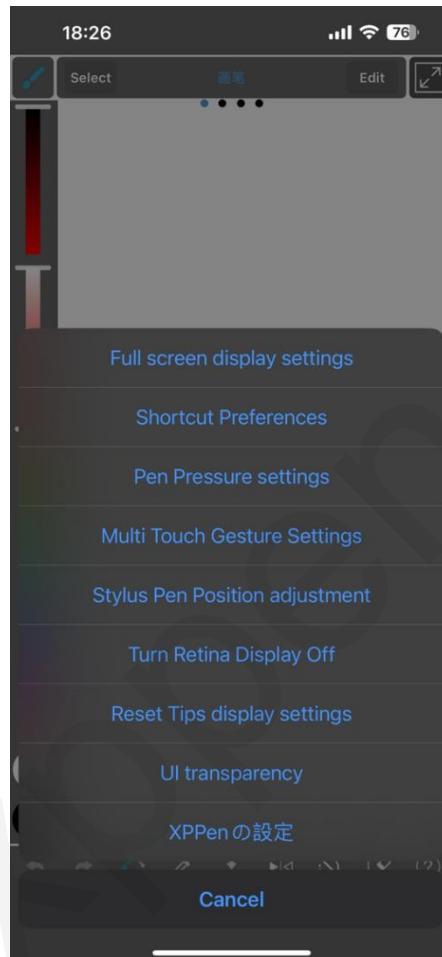 18:26
76
Select
画笔
Edit
Full screen display settings
Shortcut Preferences
Pen Pressure settings
Multi Touch Gesture Settings
Stylus Pen Position adjustment
Turn Retina Display Off
Reset Tips display settings
UI transparency
XPPenの設定
(?)
Cancel